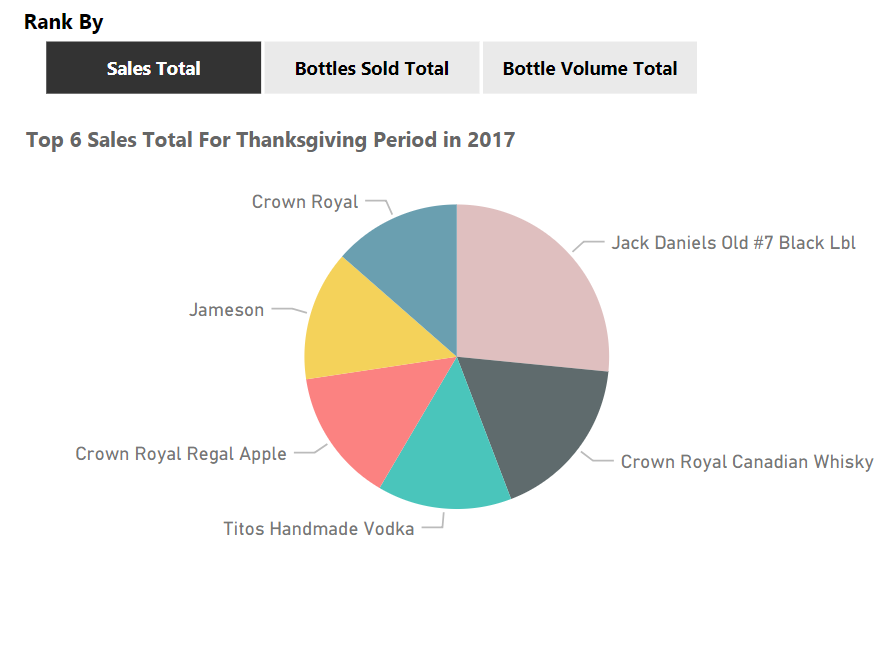 Rank By
Sales Total
Bottles Sold Total
Bottle Volume Total
Top 6 Sales Total For Thanksgiving Period in 2017
Crown Royal
Jack Daniels Old #7 Black Lbl
Jameson
Crown Royal Regal Apple
Crown Royal Canadian Whisky
Titos Handmade Vodka